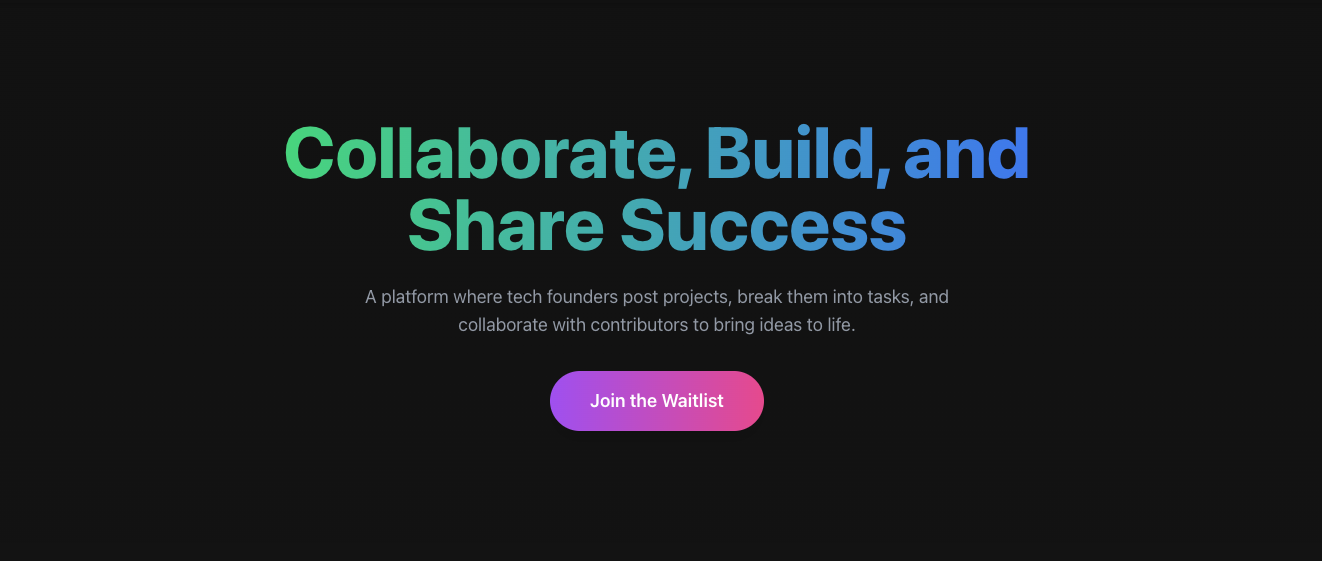 Collaborate, Build, and
Share Success
A platform where tech founders post projects, break them into tasks, and
collaborate with contributors to bring ideas to life.
Join the Waitlist